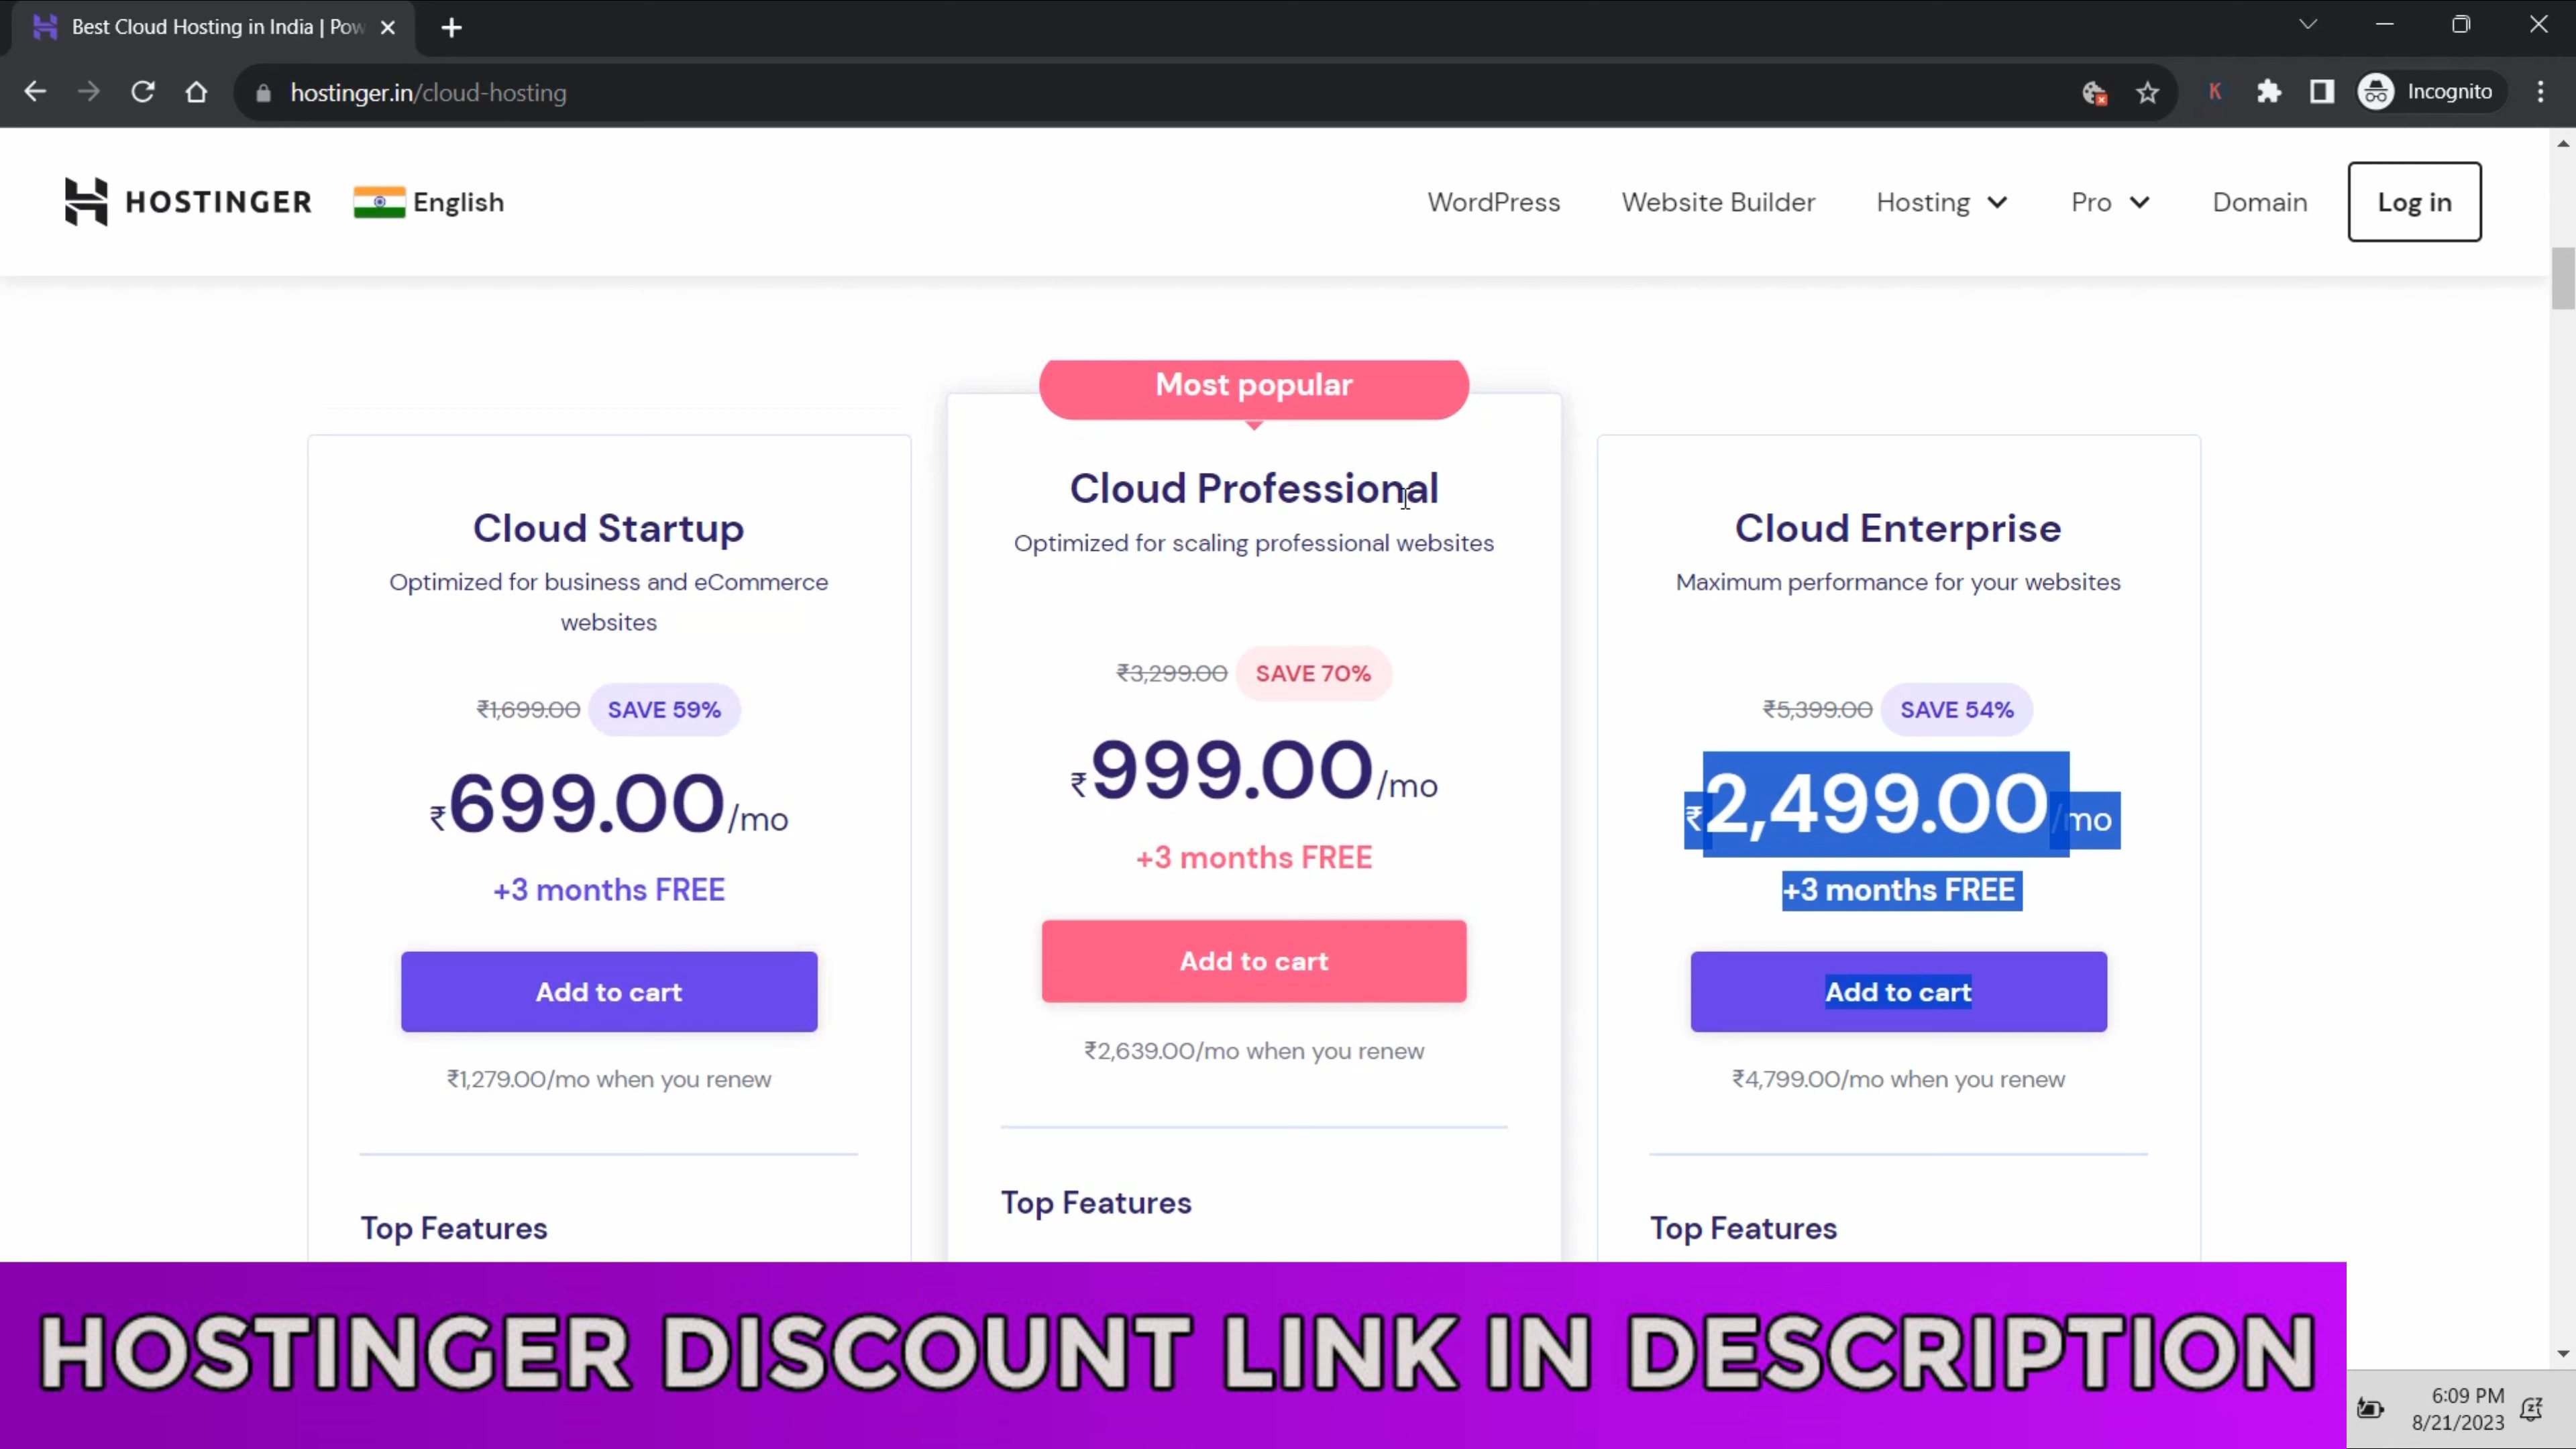 Best Cloud Hosting in India | Pow
hostinger.in/cloud-hosting
K
Incognito
HOSTINGER
English
WordPress
Website Builder
Hosting
Pro
Domain
Log in
Cloud Startup
Optimized for business and eCommerce
websites
₹1,699.00 SAVE 59%
₹699.00/mo
+3 months FREE
Add to cart
₹1,279.00/mo when you renew
Top Features
Most popular
Cloud Professional
Optimized for scaling professional websites
₹3,299.00 SAVE 70%
₹999.00/mo
+3 months FREE
Add to cart
₹2,639.00/mo when you renew
Top Features
Cloud Enterprise
Maximum performance for your websites
₹5,399.00 SAVE 54%
₹2,499.00/mo
+3 months FREE
Add to cart
₹4,799.00/mo when you renew
Top Features
HOSTINGER DISCOUNT LINK IN DESCRIPTION
6:09 PM
8/21/2023